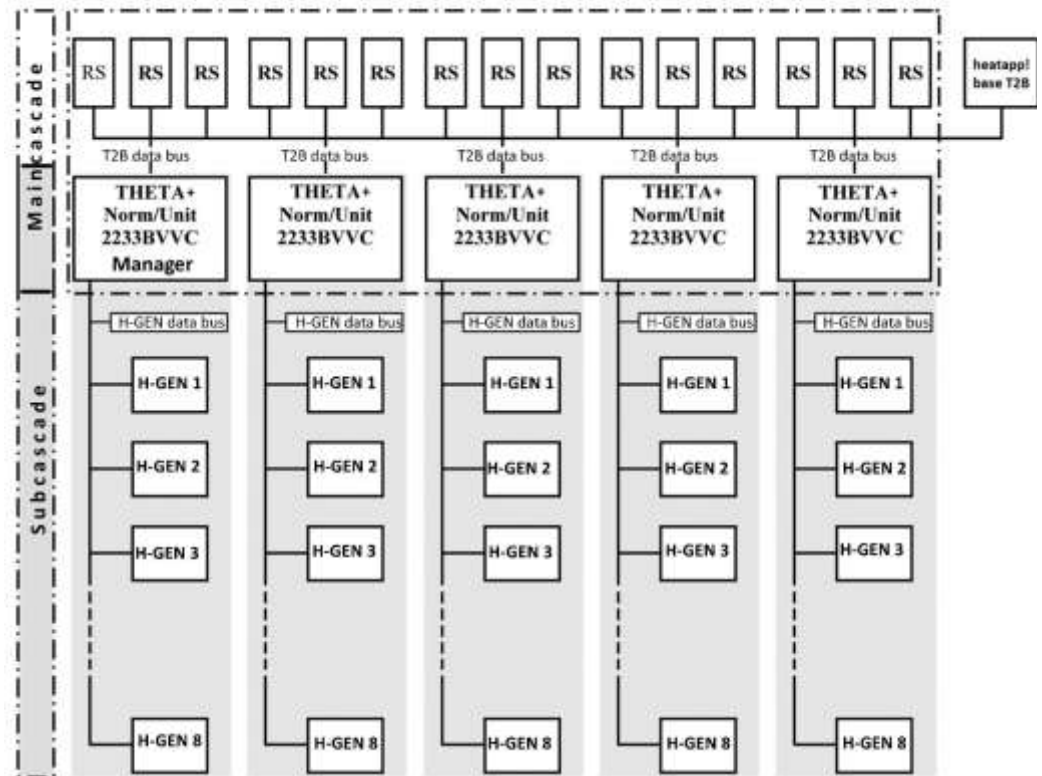 RS RS RS RS RS RS RS RS RS RS RS RS RS RS RS
heatapp!
base T2B
T2B data bus T2B data bus T2B data bus T2B data bus T2B data bus
THETA+ THETA+ THETA+ THETA+ THETA+
Norm/Unit Norm/Unit Norm/Unit Norm/Unit Norm/Unit
2233BVVC 2233BVVC 2233BVVC 2233BVVC 2233BVVC
Manager
Maincascade
H-GEN data bus H-GEN data bus H-GEN data bus H-GEN data bus H-GEN data bus
H-GEN 1 H-GEN 1 H-GEN 1 H-GEN 1 H-GEN 1
Subcascade
H-GEN 2 H-GEN 2 H-GEN 2 H-GEN 2 H-GEN 2
H-GEN 3 H-GEN 3 H-GEN 3 H-GEN 3 H-GEN 3
H-GEN 8 H-GEN 8 H-GEN 8 H-GEN 8 H-GEN 8